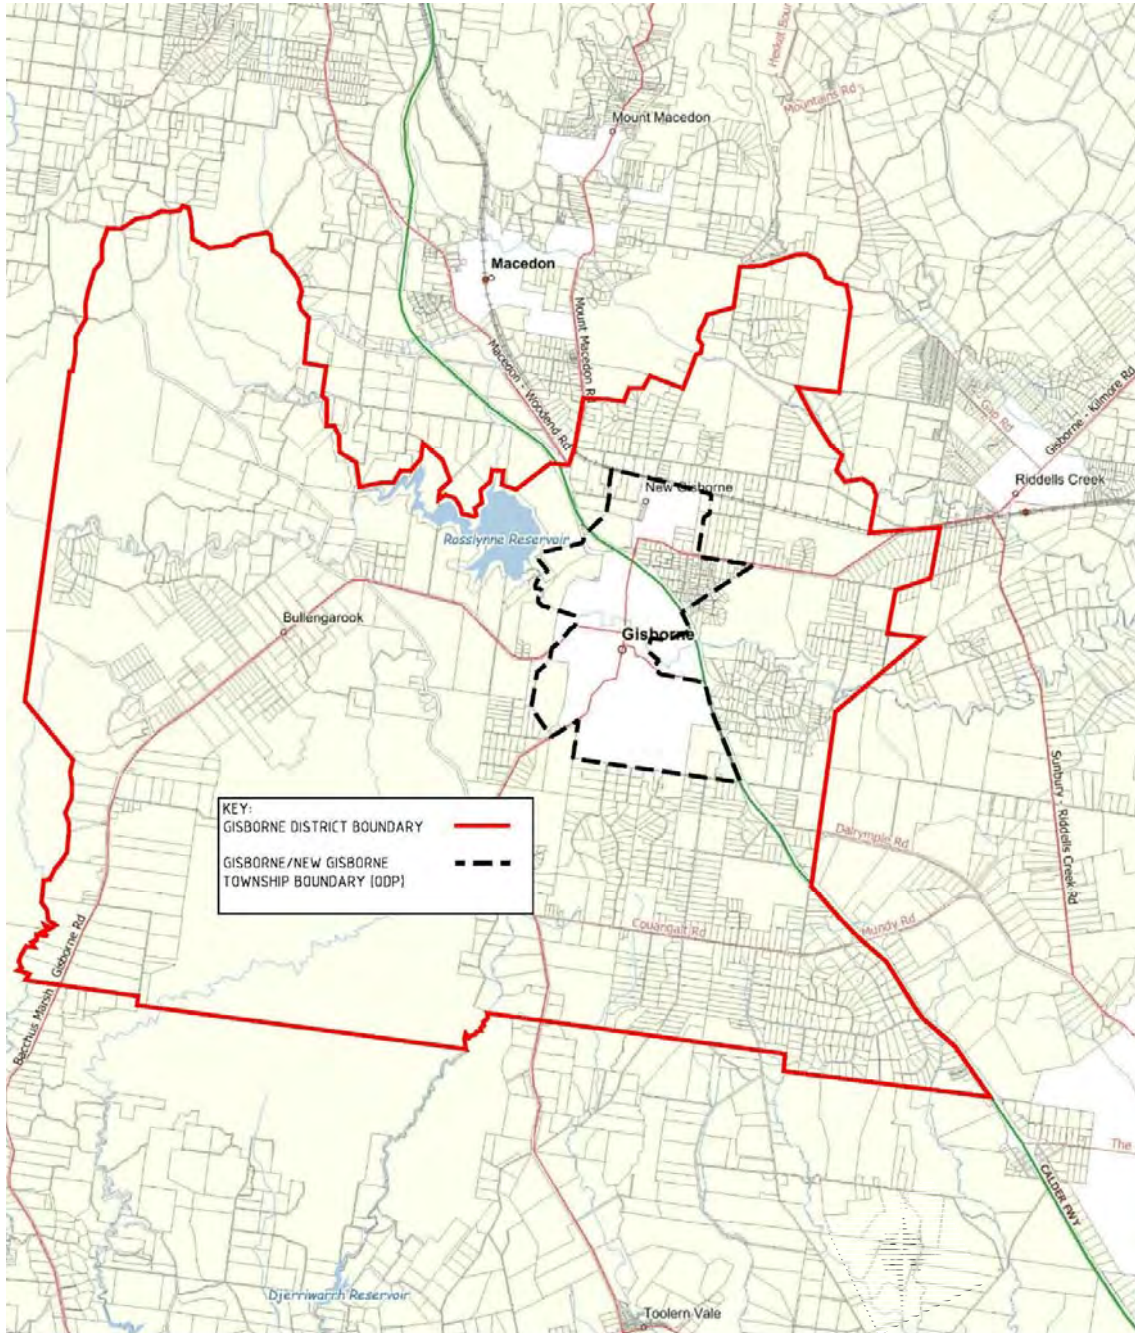 Hesket Bou
Mountains Rd
Mount Macedon
Macedon
Mount Macedon Rd
Macedon - Woodend Rd
Gap Rd
Gisborne - Kilmore Rd
Riddells Creek
New Gisborne
Rosslynne Reservoir
Bullengarook
Gisborne
Sunbury - Riddells Creek Rd
KEY:
GISBORNE DISTRICT BOUNDARY
GISBORNE/NEW GISBORNE
TOWNSHIP BOUNDARY (ODP)
Dalrymple Rd
Couangalt Rd
Mundy Rd
Bacchus Marsh - Gisborne Rd
The
CALDER FWY
Djerriwarrh Reservoir
Toolern Vale